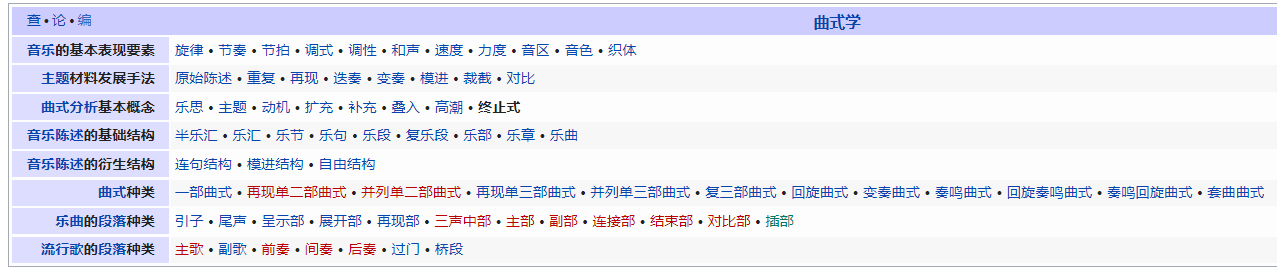 查 • 论 • 编 曲式学
音乐的基本表现要素 旋律 • 节奏 • 节拍 • 调式 • 调性 • 和声 • 速度 • 力度 • 音区 • 音色 • 织体
主题材料发展手法 原始陈述 • 重复 • 再现 • 迭奏 • 变奏 • 模进 • 裁截 • 对比
曲式分析基本概念 乐思 • 主题 • 动机 • 扩充 • 补充 • 叠入 • 高潮 • 终止式
音乐陈述的基础结构 半乐汇 • 乐汇 • 乐节 • 乐句 • 乐段 • 复乐段 • 乐部 • 乐章 • 乐曲
音乐陈述的衍生结构 连句结构 • 模进结构 • 自由结构
曲式种类 一部曲式 • 再现单二部曲式 • 并列单二部曲式 • 再现单三部曲式 • 并列单三部曲式 • 复三部曲式 • 回旋曲式 • 变奏曲式 • 奏鸣曲式 • 回旋奏鸣曲式 • 奏鸣回旋曲式 • 套曲曲式
乐曲的段落种类 引子 • 尾声 • 呈示部 • 展开部 • 再现部 • 三声中部 • 主部 • 副部 • 连接部 • 结束部 • 对比部 • 插部
流行歌的段落种类 主歌 • 副歌 • 前奏 • 间奏 • 后奏 • 过门 • 桥段